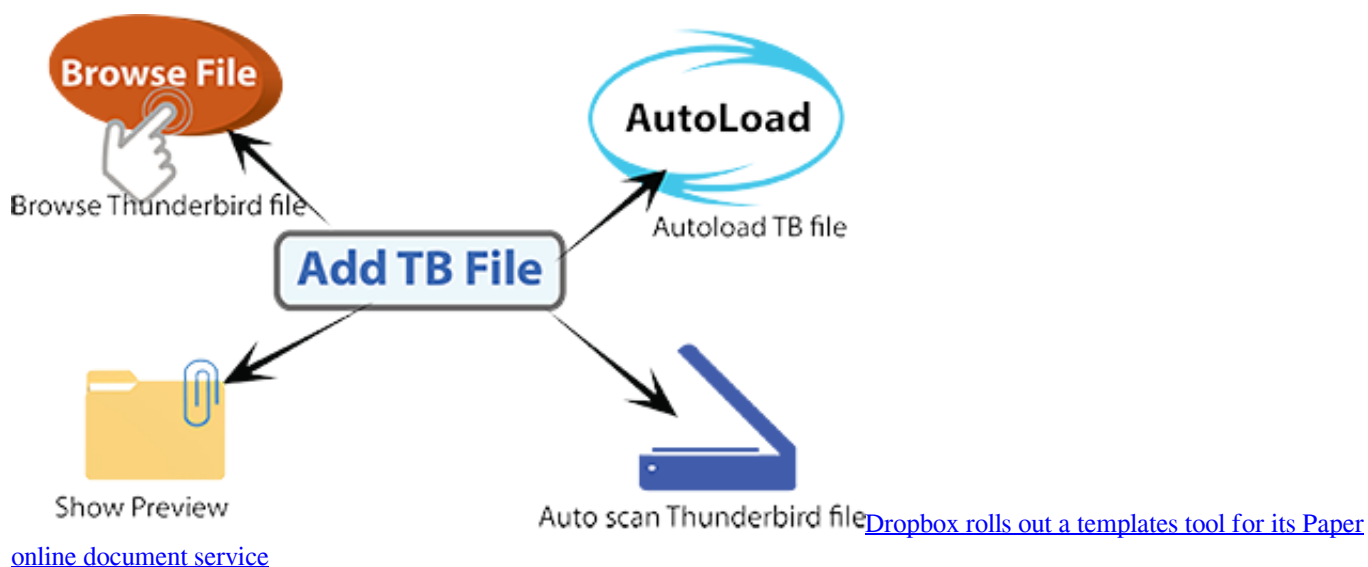 Browse File
AutoLoad
Browse Thunderbird file
Autoload TB file
Add TB File
Show Preview
Auto scan Thunderbird file
Dropbox rolls out a templates tool for its Paper
online document service